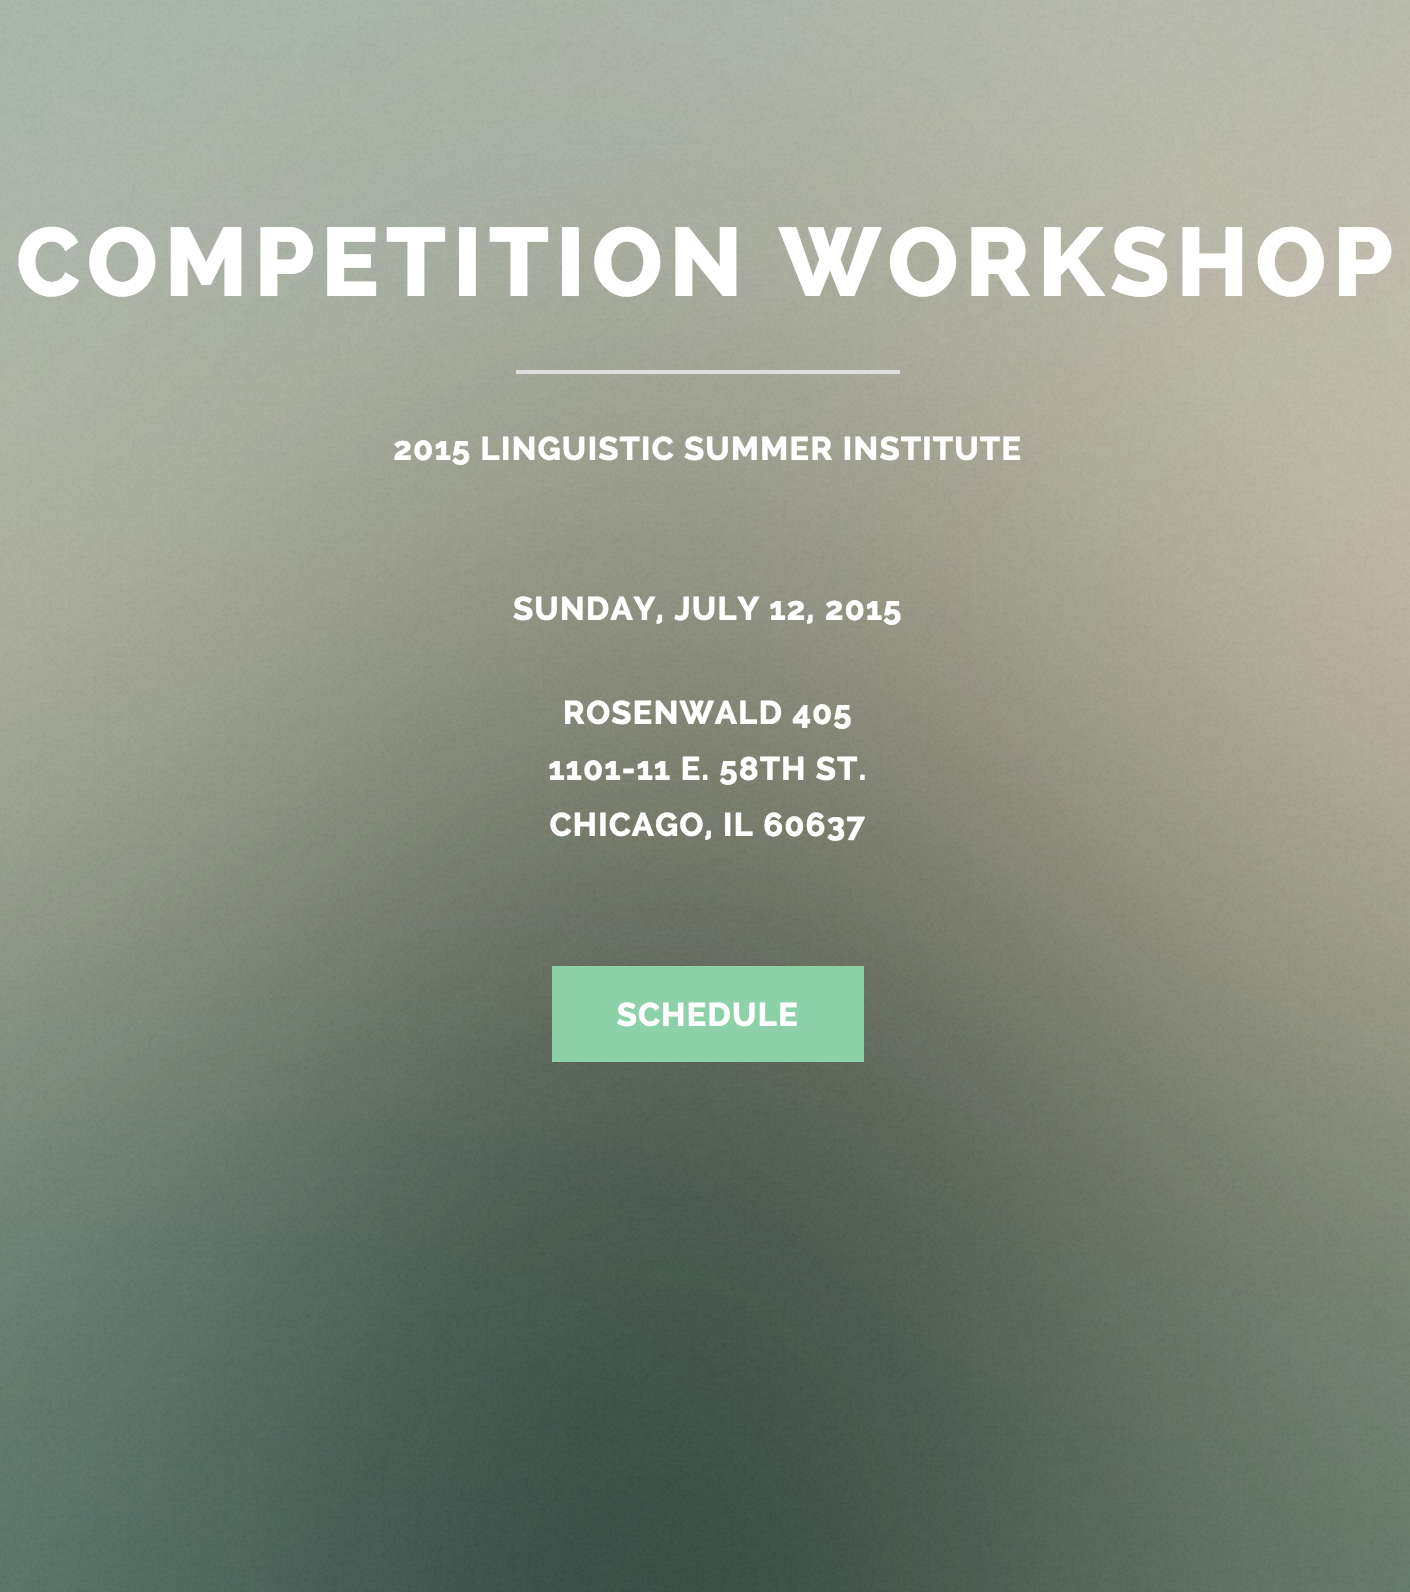 COMPETITION WORKSHOP
2015 LINGUISTIC SUMMER INSTITUTE
SUNDAY, JULY 12, 2015
ROSENWALD 405
1101-11 E. 58TH ST.
CHICAGO, IL 60637
SCHEDULE